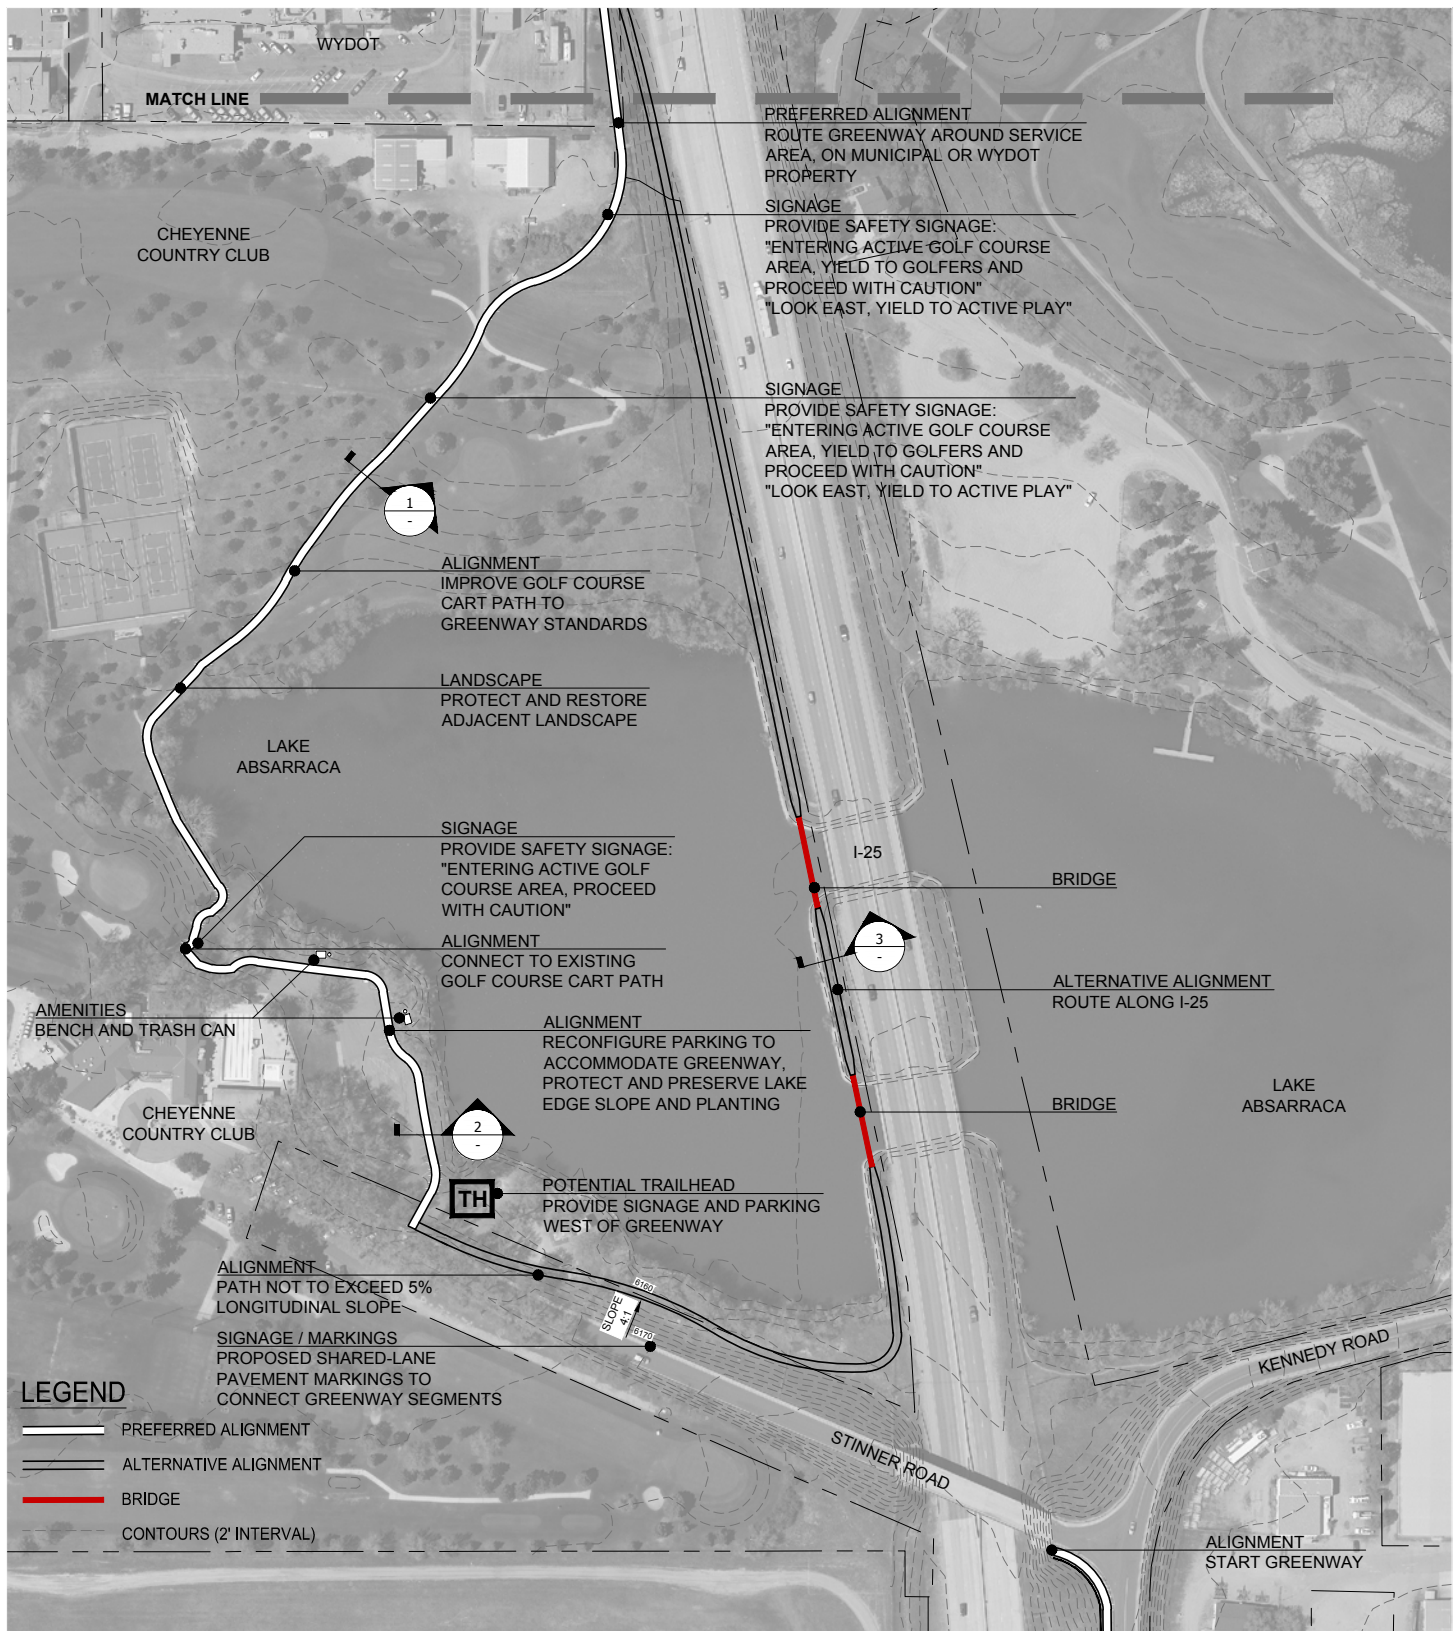 WYDOT
MATCH LINE
PREFERRED ALIGNMENT
ROUTE GREENWAY AROUND SERVICE
AREA, ON MUNICIPAL OR WYDOT
PROPERTY
SIGNAGE
PROVIDE SAFETY SIGNAGE:
"ENTERING ACTIVE GOLF COURSE
AREA, YIELD TO GOLFERS AND
PROCEED WITH CAUTION"
"LOOK EAST, YIELD TO ACTIVE PLAY"
CHEYENNE
COUNTRY CLUB
SIGNAGE
PROVIDE SAFETY SIGNAGE:
"ENTERING ACTIVE GOLF COURSE
AREA, YIELD TO GOLFERS AND
PROCEED WITH CAUTION"
"LOOK EAST, YIELD TO ACTIVE PLAY"
1
-
ALIGNMENT
IMPROVE GOLF COURSE
CART PATH TO
GREENWAY STANDARDS
LANDSCAPE
PROTECT AND RESTORE
ADJACENT LANDSCAPE
LAKE
ABSARRACA
SIGNAGE
PROVIDE SAFETY SIGNAGE:
"ENTERING ACTIVE GOLF
COURSE AREA, PROCEED
WITH CAUTION"
I-25
BRIDGE
ALIGNMENT
CONNECT TO EXISTING
GOLF COURSE CART PATH
3
-
ALTERNATIVE ALIGNMENT
ROUTE ALONG I-25
AMENITIES
BENCH AND TRASH CAN
ALIGNMENT
RECONFIGURE PARKING TO
ACCOMMODATE GREENWAY,
PROTECT AND PRESERVE LAKE
EDGE SLOPE AND PLANTING
BRIDGE
LAKE
ABSARRACA
CHEYENNE
COUNTRY CLUB
2
-
TH
POTENTIAL TRAILHEAD
PROVIDE SIGNAGE AND PARKING
WEST OF GREENWAY
ALIGNMENT
PATH NOT TO EXCEED 5%
LONGITUDINAL SLOPE
6160
SLOPE
4:1
6170
SIGNAGE / MARKINGS
PROPOSED SHARED-LANE
PAVEMENT MARKINGS TO
CONNECT GREENWAY SEGMENTS
KENNEDY ROAD
STINNER ROAD
LEGEND
PREFERRED ALIGNMENT
ALTERNATIVE ALIGNMENT
BRIDGE
CONTOURS (2' INTERVAL)
ALIGNMENT
START GREENWAY